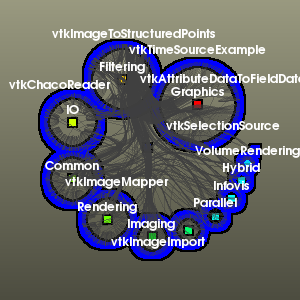 vtkImageToStructuredPoints
vtkTimeSourceExample
Filtering
vtkAttributeDataToFieldData
vtkChacoReader
Graphics
IO
vtkSelectionSource
VolumeRendering
Common
Hybrid
vtkImageMapper
Infovis
Rendering
Parallel
Imaging
vtkImageImport